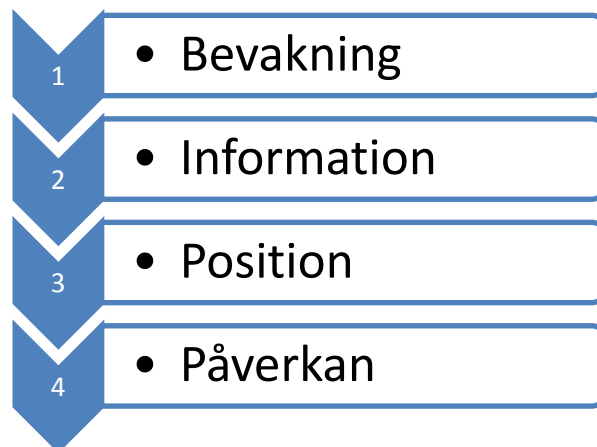 1 • Bevakning
2 • Information
3 • Position
4 • Påverkan